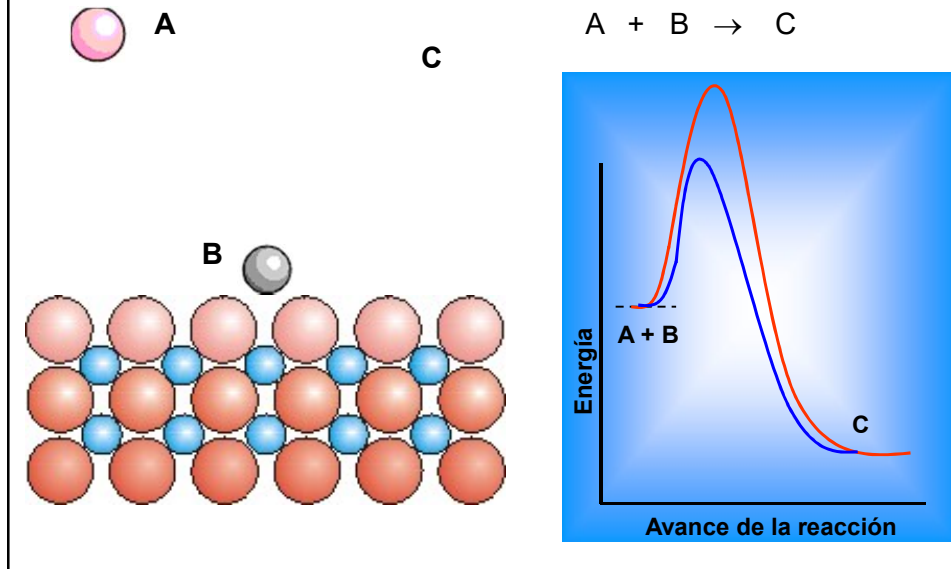 A
C
B
A + B → C
A + B
C
Energía
Avance de la reacción